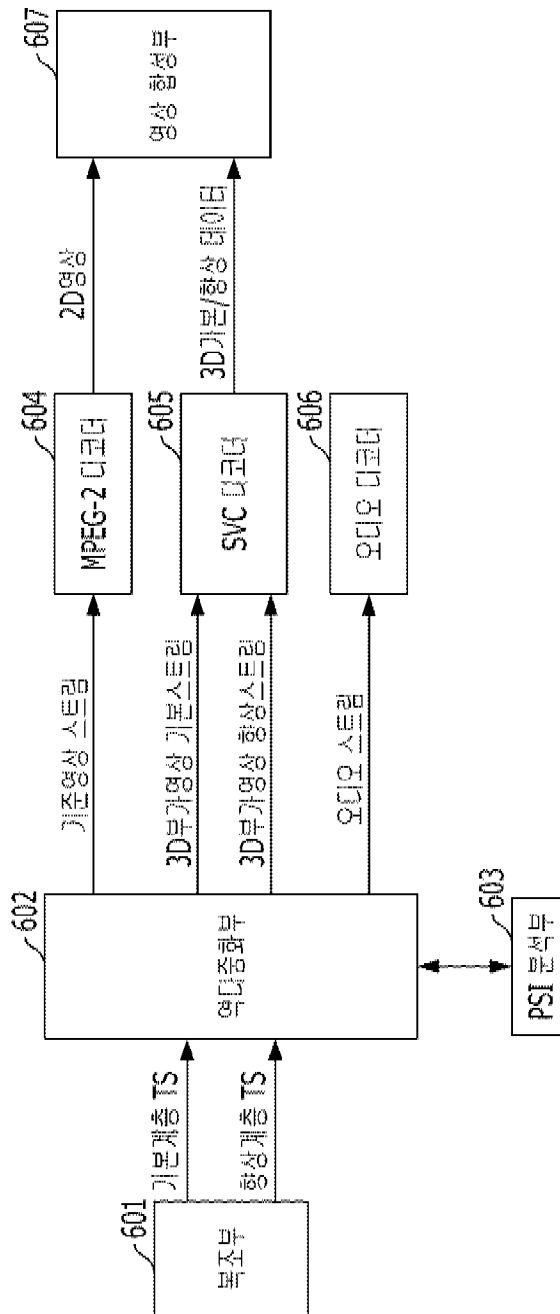 601
복조부
기본계층 TS
향상계층 TS
602
역다중화부
603
PSI 분석부
기준영상 스트림
3D부가영상 기본스트림
3D부가영상 향상스트림
오디오 스트림
604
MPEG-2 디코더
605
SVC 디코더
606
오디오 디코더
2D영상
3D기본/향상 데이터
607
영상 합성부